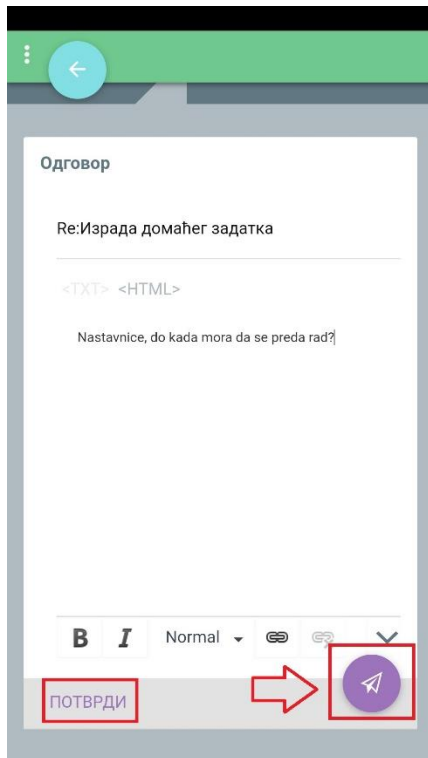 Одговор
Re:Израда домаћег задатка
<TXT> <HTML>
Nastavnice, do kada mora da se preda rad?
B I Normal
ПОТВРДИ